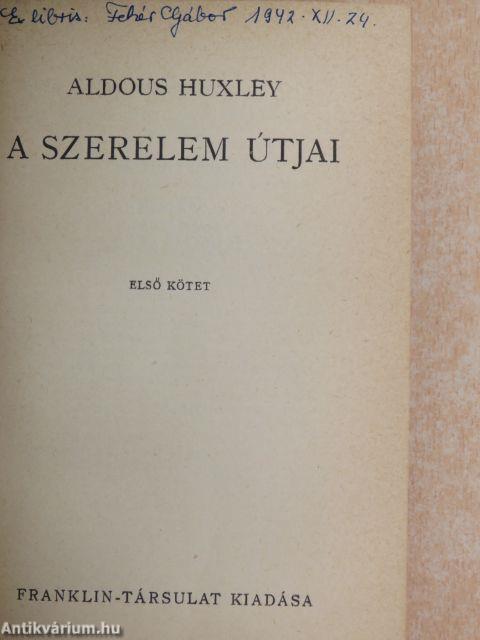 Ex libris: Fehér Gábor 1942. XII. 24.
ALDOUS HUXLEY
A SZERELEM ÚTJAI
ELSŐ KÖTET
FRANKLIN-TÁRSULAT KIADÁSA
Antikvárium.hu